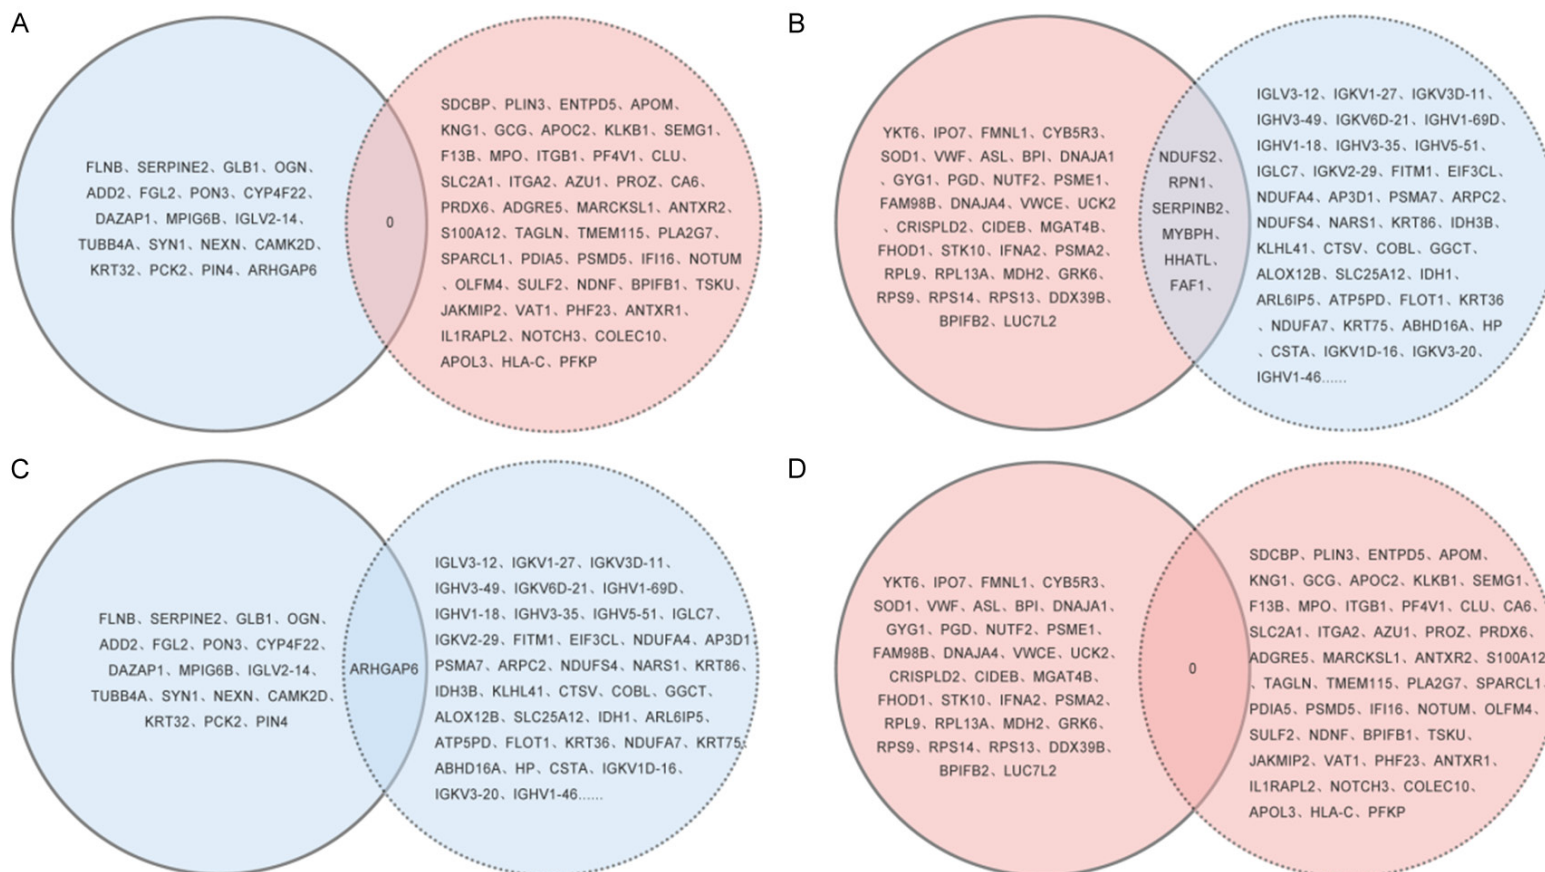 A
FLNB、SERPINE2、GLB1、OGN、
ADD2、FGL2、PON3、CYP4F22、
DAZAP1、MPIG6B、IGLV2-14、
TUBB4A、SYN1、NEXN、CAMK2D、
KRT32、PCK2、PIN4、ARHGAP6
0
SDCBP、PLIN3、ENTPD5、APOM、
KNG1、GCG、APOC2、KLKB1、SEMG1、
F13B、MPO、ITGB1、PF4V1、CLU、
SLC2A1、ITGA2、AZU1、PROZ、CA6、
PRDX6、ADGRE5、MARCKSL1、ANTXR2、
S100A12、TAGLN、TMEM115、PLA2G7、
SPARCL1、PDIA5、PSMD5、IFI16、NOTUM
、OLFM4、SULF2、NDNF、BPIFB1、TSKU、
JAKMIP2、VAT1、PHF23、ANTXR1、
IL1RAPL2、NOTCH3、COLEC10、
APOL3、HLA-C、PFKP
B
YKT6、IPO7、FMNL1、CYB5R3、
SOD1、VWF、ASL、BPI、DNAJA1
、GYG1、PGD、NUTF2、PSME1、
FAM98B、DNAJA4、VWCE、UCK2
、CRISPLD2、CIDEB、MGAT4B、
FHOD1、STK10、IFNA2、PSMA2、
RPL9、RPL13A、MDH2、GRK6、
RPS9、RPS14、RPS13、DDX39B、
BPIFB2、LUC7L2
NDUFS2、
RPN1、
SERPINB2、
MYBPH、
HHATL、
FAF1、
IGLV3-12、IGKV1-27、IGKV3D-11、
IGHV3-49、IGKV6D-21、IGHV1-69D、
IGHV1-18、IGHV3-35、IGHV5-51、
IGLC7、IGKV2-29、FITM1、EIF3CL、
NDUFA4、AP3D1、PSMA7、ARPC2、
NDUFS4、NARS1、KRT86、IDH3B、
KLHL41、CTSV、COBL、GGCT、
ALOX12B、SLC25A12、IDH1、
ARL6IP5、ATP5PD、FLOT1、KRT36
、NDUFA7、KRT75、ABHD16A、HP
、CSTA、IGKV1D-16、IGKV3-20、
IGHV1-46......
C
FLNB、SERPINE2、GLB1、OGN、
ADD2、FGL2、PON3、CYP4F22、
DAZAP1、MPIG6B、IGLV2-14、
TUBB4A、SYN1、NEXN、CAMK2D、
KRT32、PCK2、PIN4
ARHGAP6
IGLV3-12、IGKV1-27、IGKV3D-11、
IGHV3-49、IGKV6D-21、IGHV1-69D、
IGHV1-18、IGHV3-35、IGHV5-51、IGLC7、
IGKV2-29、FITM1、EIF3CL、NDUFA4、AP3D1
PSMA7、ARPC2、NDUFS4、NARS1、KRT86、
IDH3B、KLHL41、CTSV、COBL、GGCT、
ALOX12B、SLC25A12、IDH1、ARL6IP5、
ATP5PD、FLOT1、KRT36、NDUFA7、KRT75、
ABHD16A、HP、CSTA、IGKV1D-16、
IGKV3-20、IGHV1-46......
D
YKT6、IPO7、FMNL1、CYB5R3、
SOD1、VWF、ASL、BPI、DNAJA1、
GYG1、PGD、NUTF2、PSME1、
FAM98B、DNAJA4、VWCE、UCK2、
CRISPLD2、CIDEB、MGAT4B、
FHOD1、STK10、IFNA2、PSMA2、
RPL9、RPL13A、MDH2、GRK6、
RPS9、RPS14、RPS13、DDX39B、
BPIFB2、LUC7L2
0
SDCBP、PLIN3、ENTPD5、APOM、
KNG1、GCG、APOC2、KLKB1、SEMG1、
F13B、MPO、ITGB1、PF4V1、CLU、CA6、
SLC2A1、ITGA2、AZU1、PROZ、PRDX6、
ADGRE5、MARCKSL1、ANTXR2、S100A12
、TAGLN、TMEM115、PLA2G7、SPARCL1、
PDIA5、PSMD5、IFI16、NOTUM、OLFM4、
SULF2、NDNF、BPIFB1、TSKU、
JAKMIP2、VAT1、PHF23、ANTXR1、
IL1RAPL2、NOTCH3、COLEC10、
APOL3、HLA-C、PFKP